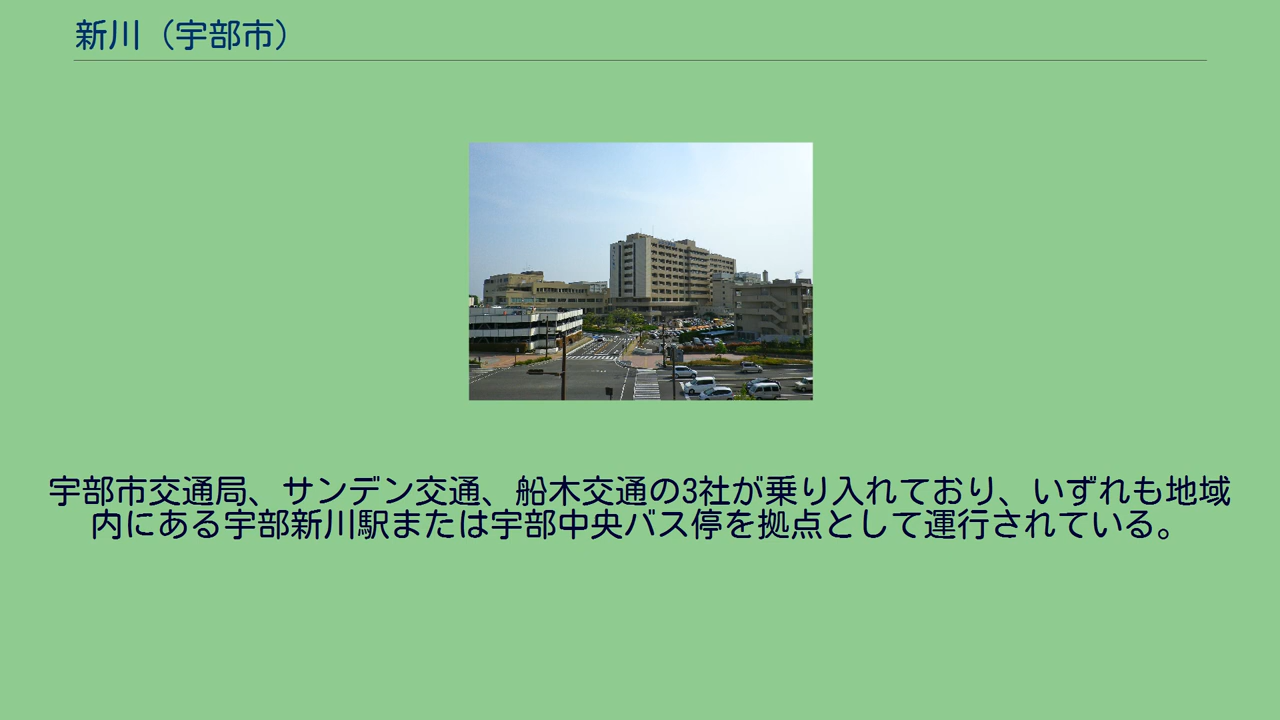 新川（宇部市）
宇部市交通局、サンデン交通、船木交通の3社が乗り入れており、いずれも地域
内にある宇部新川駅または宇部中央バス停を拠点として運行されている。